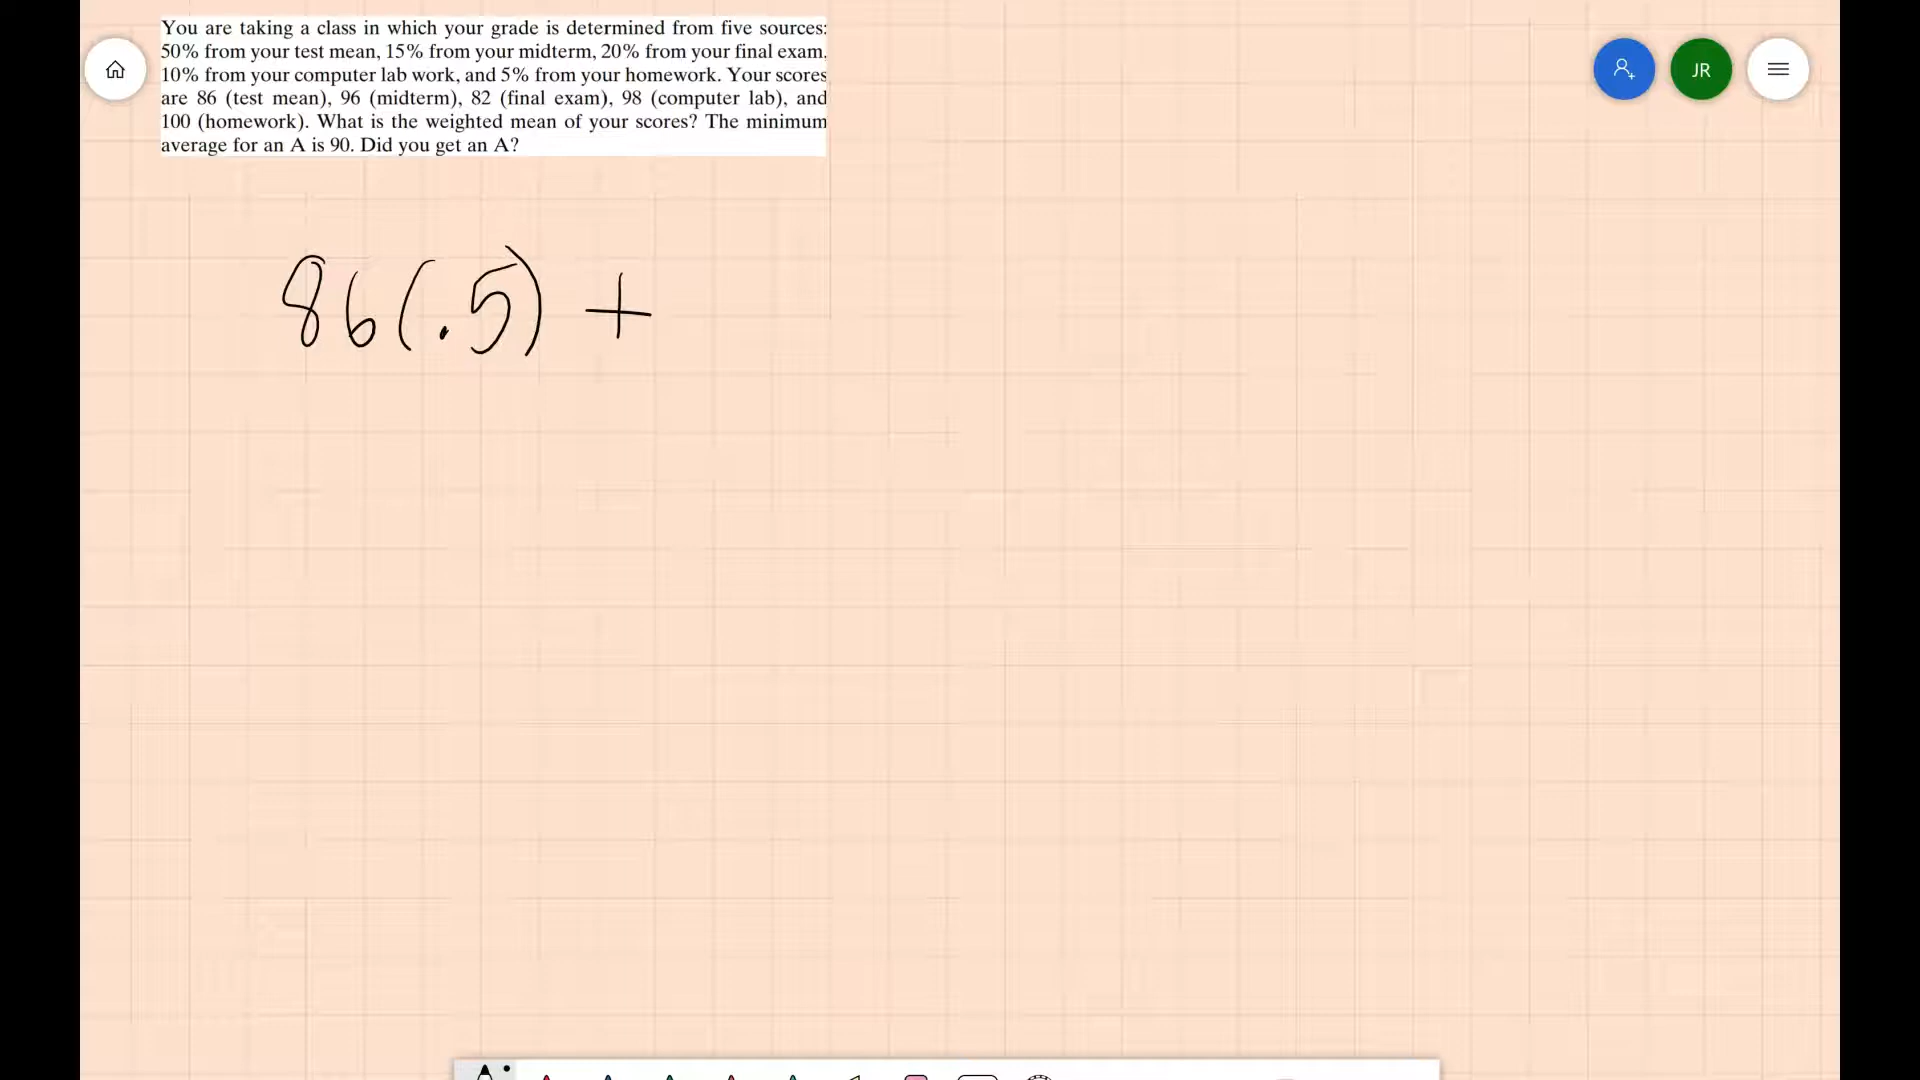 You are taking a class in which your grade is determined from five sources:
50% from your test mean, 15% from your midterm, 20% from your final exam,
10% from your computer lab work, and 5% from your homework. Your scores
are 86 (test mean), 96 (midterm), 82 (final exam), 98 (computer lab), and
100 (homework). What is the weighted mean of your scores? The minimum
average for an A is 90. Did you get an A?
JR
86(.5) +